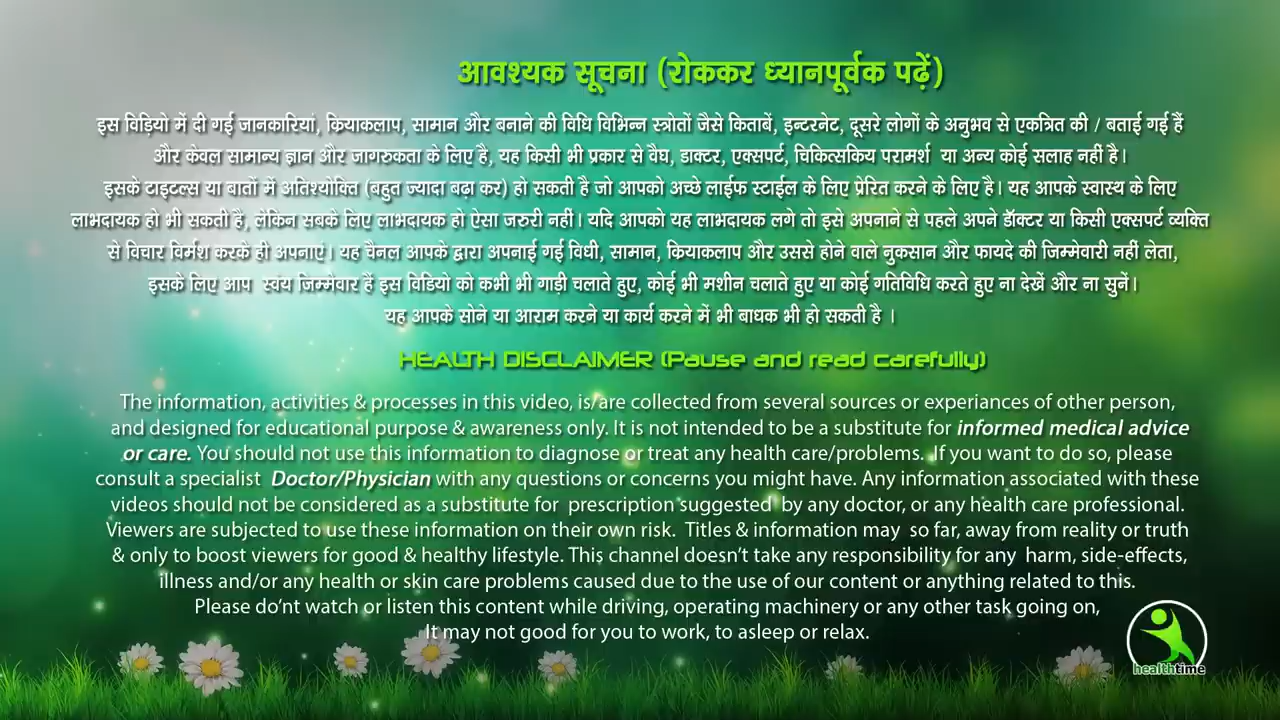 आवश्यक सूचना (रोककर ध्यानपूर्वक पढ़ें)
इस विड़ियो में दी गई जानकारियां, क्रियाकलाप, सामान और बनाने की विधि विभिन्न स्त्रोतों जैसे किताबें, इन्टरनेट, दूसरे लोगों के अनुभव से एकत्रित की / बताई गई हैं
और केवल सामान्य ज्ञान और जागरुकता के लिए है, यह किसी भी प्रकार से वैघ, डाक्टर, एक्सपर्ट, चिकित्सकिय परामर्श या अन्य कोई सलाह नहीं है।
इसके टाइटल्स या बातों में अतिश्योक्ति (बहुत ज्यादा बढ़ा कर) हो सकती है जो आपको अच्छे लाईफ स्टाईल के लिए प्रेरित करने के लिए है। यह आपके स्वास्थ के लिए
लाभदायक हो भी सकती है, लेकिन सबके लिए लाभदायक हो ऐसा जरुरी नहीं। यदि आपको यह लाभदायक लगे तो इसे अपनाने से पहले अपने डॉक्टर या किसी एक्सपर्ट व्यक्ति
से विचार विर्मश करके ही अपनाएं। यह चैनल आपके द्वारा अपनाई गई विधी, सामान, क्रियाकलाप और उससे होने वाले नुकसान और फायदे की जिम्मेवारी नहीं लेता,
इसके लिए आप स्वंय जिम्मेवार हैं इस विडियो को कभी भी गाड़ी चलाते हुए, कोई भी मशीन चलाते हुए या कोई गतिविधि करते हुए ना देखें और ना सुनें।
यह आपके सोने या आराम करने या कार्य करने में भी बाधक भी हो सकती है ।
HEALTH DISCLAIMER (Pause and read carefully)
The information, activities & processes in this video, is/are collected from several sources or experiances of other person,
and designed for educational purpose & awareness only. It is not intended to be a substitute for informed medical advice
or care. You should not use this information to diagnose or treat any health care/problems. If you want to do so, please
consult a specialist Doctor/Physician with any questions or concerns you might have. Any information associated with these
videos should not be considered as a substitute for prescription suggested by any doctor, or any health care professional.
Viewers are subjected to use these information on their own risk. Titles & information may so far, away from reality or truth
& only to boost viewers for good & healthy lifestyle. This channel doesn't take any responsibility for any harm, side-effects,
illness and/or any health or skin care problems caused due to the use of our content or anything related to this.
Please do'nt watch or listen this content while driving, operating machinery or any other task going on,
It may not good for you to work, to asleep or relax.
healthtime